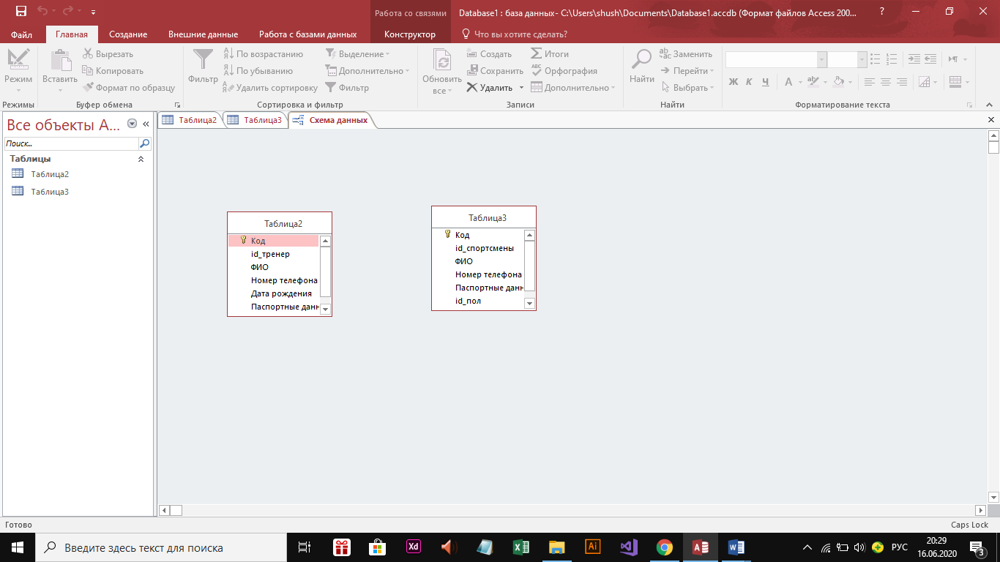 Работа со связями
Database1 : база данных- C:\Users\shush\Documents\Database1.accdb (Формат файлов Access 200...
?
Файл
Главная
Создание
Внешние данные
Работа с базами данных
Конструктор
Что вы хотите сделать?
Режим
Вставить
Вырезать
Копировать
Формат по образцу
Фильтр
По возрастанию
По убыванию
Удалить сортировку
Выделение
Дополнительно
Фильтр
Обновить
все
Создать
Сохранить
Удалить
Итоги
Орфография
Дополнительно
Найти
Заменить
Перейти
Выбрать
Ж К Ч А
Режимы
Буфер обмена
Сортировка и фильтр
Записи
Найти
Форматирование текста
Все объекты A...
Поиск...
Таблицы
Таблица2
Таблица3
Таблица2
Таблица3
Схема данных
Таблица2
Код
id_тренер
ФИО
Номер телефона
Дата рождения
Паспортные данн
Таблица3
Код
id_спортсмены
ФИО
Номер телефона
Паспортные данн
id_пол
Готово
Caps Lock
Введите здесь текст для поиска
Xd
Ai
РУС
20:29
16.06.2020
3